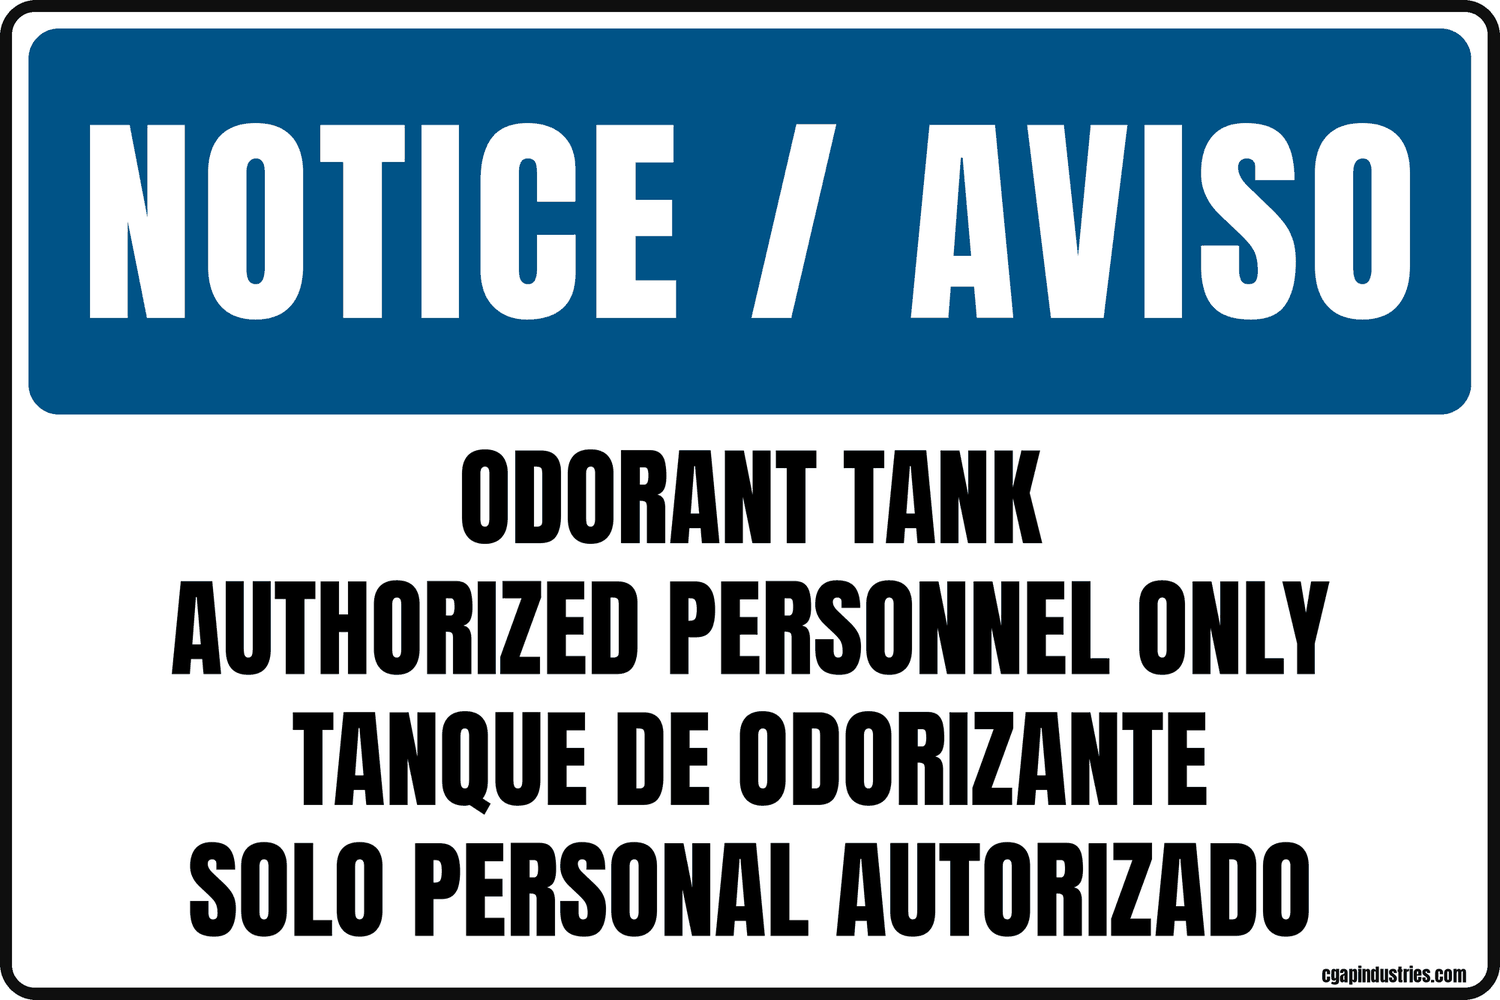 NOTICE / AVISO
ODORANT TANK
AUTHORIZED PERSONNEL ONLY
TANQUE DE ODORIZANTE
SOLO PERSONAL AUTORIZADO
cgapindustries.com